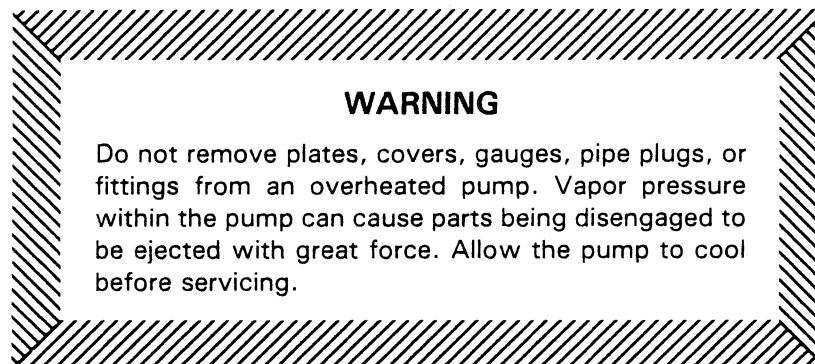 WARNING
Do not remove plates, covers, gauges, pipe plugs, or
fittings from an overheated pump. Vapor pressure
within the pump can cause parts being disengaged to
be ejected with great force. Allow the pump to cool
before servicing.